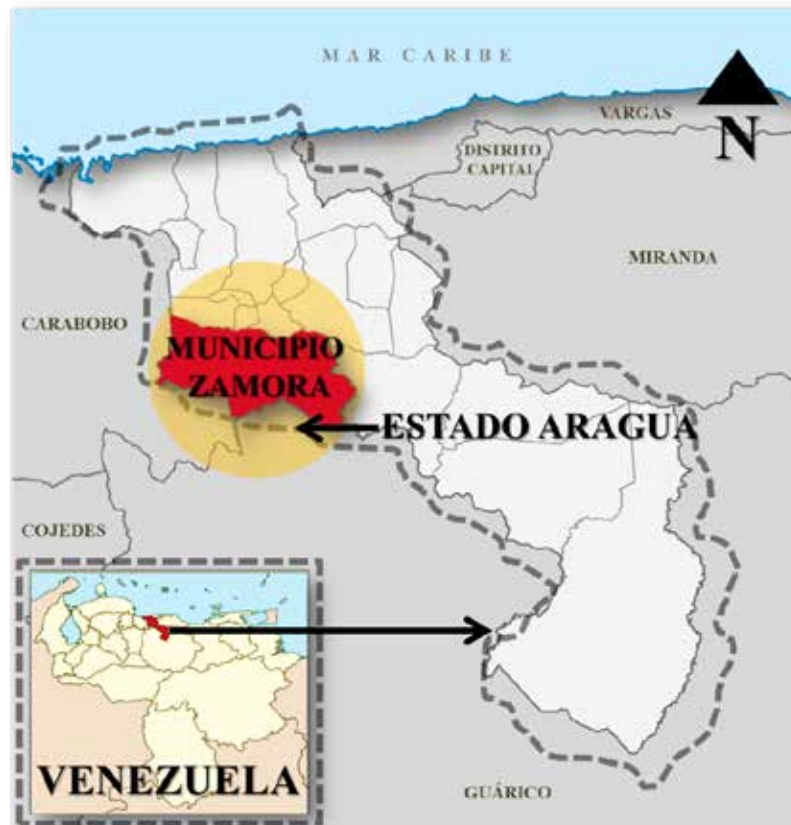 MAR CARIBE
VARGAS
N
DISTRITO
CAPITAL
MIRANDA
CARABOBO
MUNICIPIO
ZAMORA
ESTADO ARAGUA
COJEDES
VENEZUELA
GUÁRICO